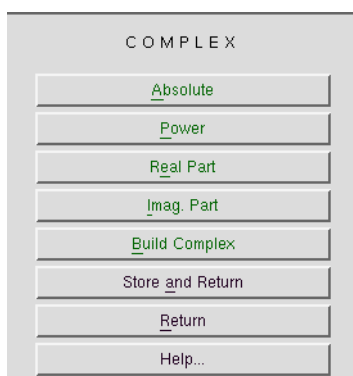 COMPLEX
Absolute
Power
Real Part
Imag. Part
Build Complex
Store and Return
Return
Help...